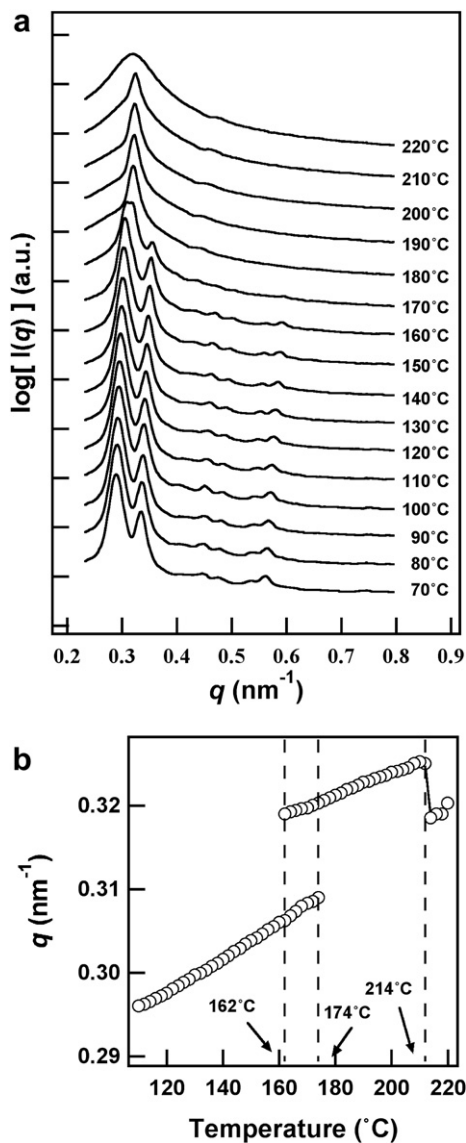 a
log[ I(q) ] (a.u.)
220˚C
210˚C
200˚C
190˚C
180˚C
170˚C
160˚C
150˚C
140˚C
130˚C
120˚C
110˚C
100˚C
90˚C
80˚C
70˚C
0.2 0.3 0.4 0.5 0.6 0.7 0.8 0.9
q (nm⁻¹)
b
q (nm⁻¹)
0.32
0.31
0.30
0.29
162˚C
174˚C
214˚C
120 140 160 180 200 220
Temperature (˚C)